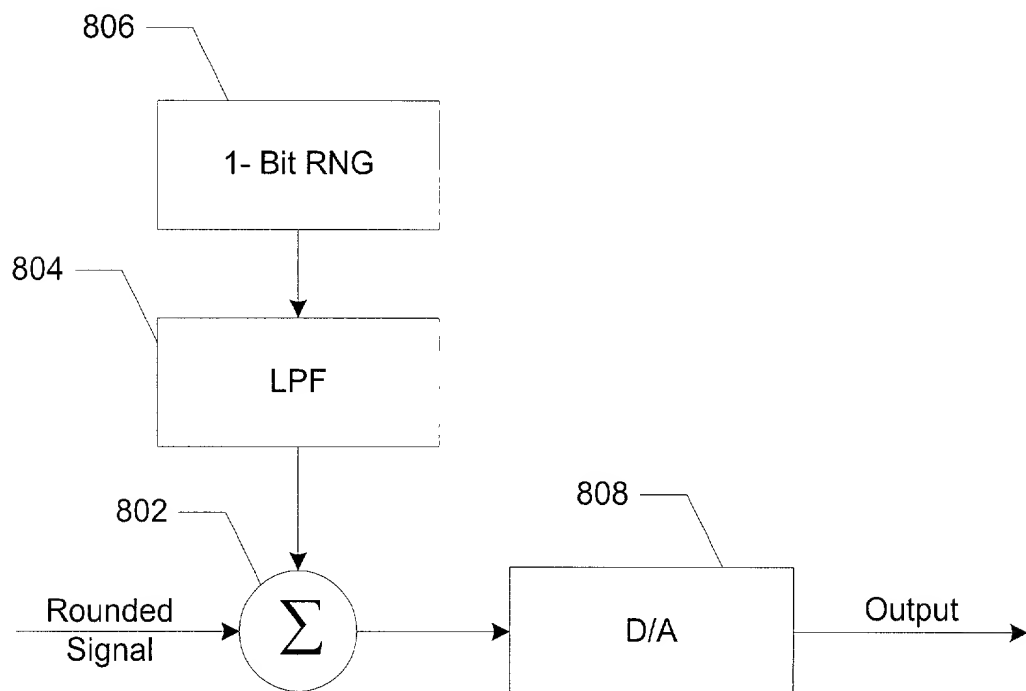 806
1- Bit RNG
804
LPF
802
808
Rounded
Signal
Σ
D/A
Output